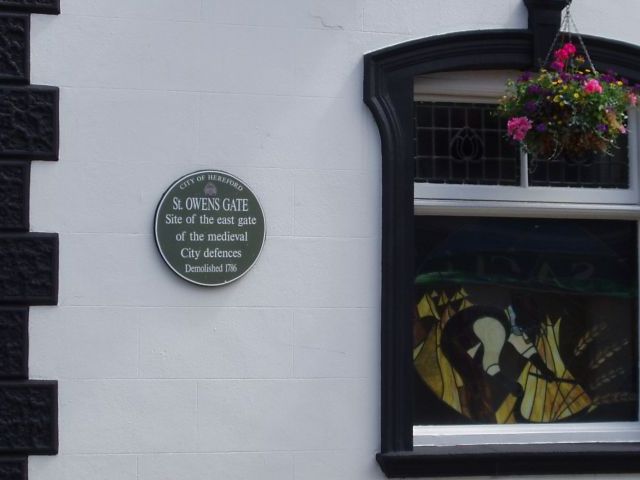 CITY OF HEREFORD
St. OWENS GATE
Site of the east gate
of the medieval
City defences
Demolished 1786